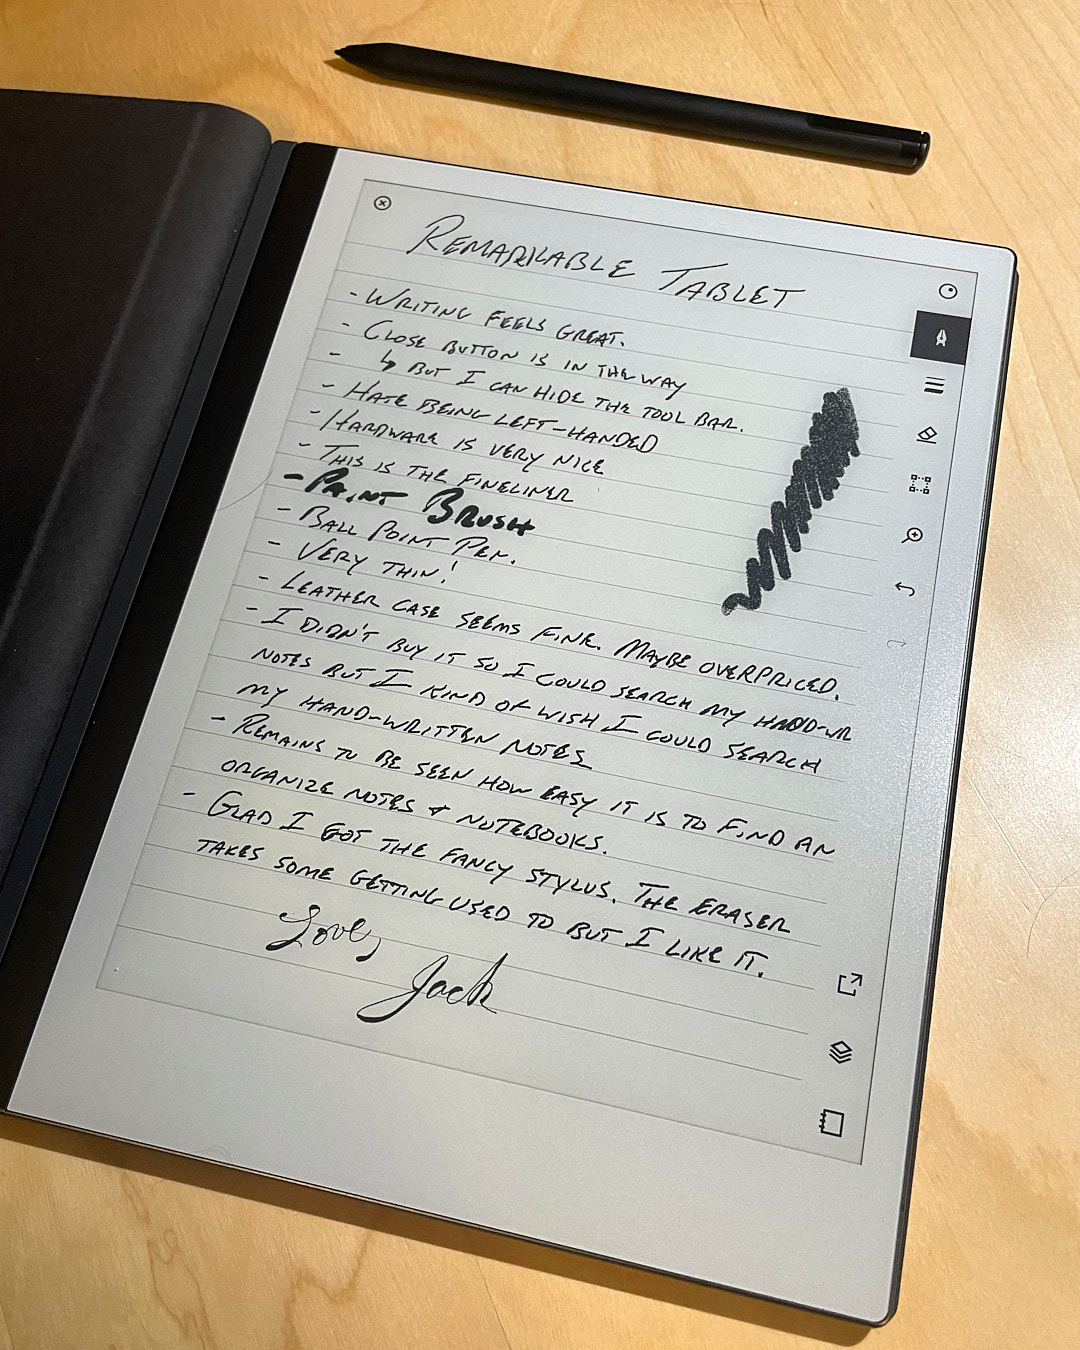 REMARKABLE TABLET
- WRITING FEELS GREAT.
- CLOSE BUTTON IS IN THE WAY
- ↳ BUT I CAN HIDE THE TOOL BAR.
- HATE BEING LEFT-HANDED
- HARDWARE IS VERY NICE
- THIS IS THE FINELINER
- PAINT BRUSH
- BALL POINT PEN.
- VERY THIN!
- LEATHER CASE SEEMS FINE. MAYBE OVERPRICED.
- I DIDN'T BUY IT SO I COULD SEARCH MY HAND-WR
NOTES BUT I KIND OF WISH I COULD SEARCH
MY HAND-WRITTEN NOTES
- REMAINS TO BE SEEN HOW EASY IT IS TO FIND AN
ORGANIZE NOTES & NOTEBOOKS.
- GLAD I GOT THE FANCY STYLUS. THE ERASER
TAKES SOME GETTING USED TO BUT I LIKE IT.
Love,
Jack